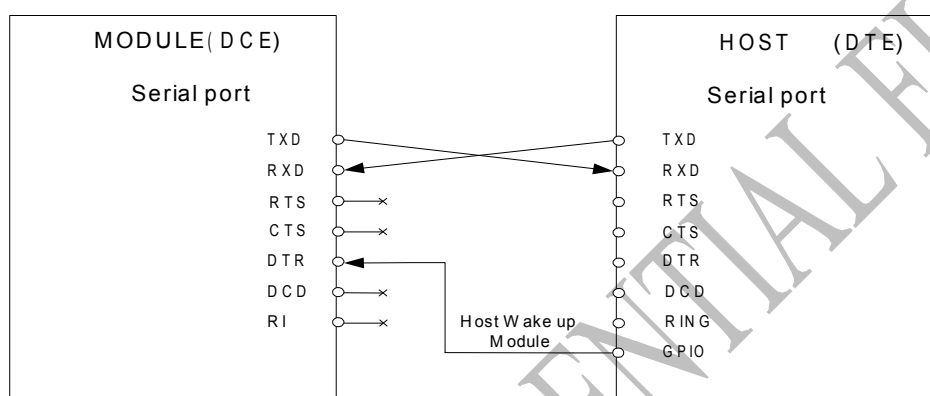 MODULE(DCE)
Serial port
TXD
RXD
RTS
CTS
DTR
DCD
RI
Host Wake up
Module
HOST (DTE)
Serial port
TXD
RXD
RTS
CTS
DTR
DCD
RING
GPIO